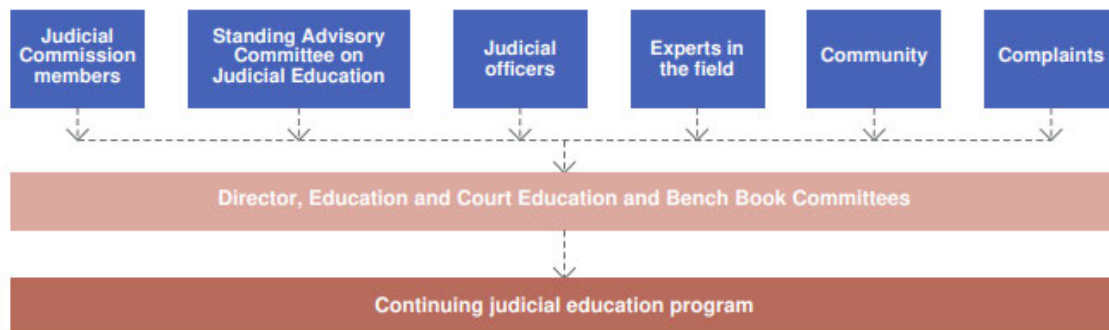 Judicial
Commission
members
Standing Advisory
Committee on
Judicial Education
Judicial
officers
Experts in
the field
Community
Complaints
Director, Education and Court Education and Bench Book Committees
Continuing judicial education program